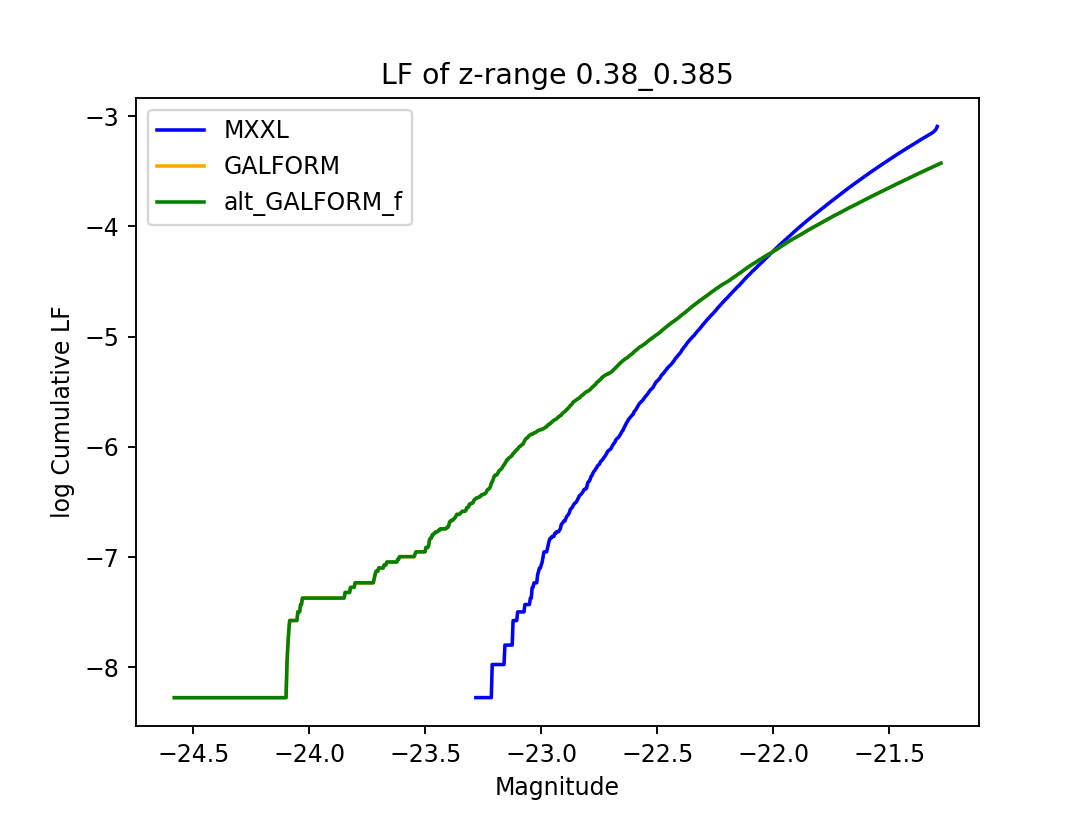 LF of z-range 0.38_0.385
MXXL
GALFORM
alt_GALFORM_f
log Cumulative LF
−3
−4
−5
−6
−7
−8
−24.5 −24.0 −23.5 −23.0 −22.5 −22.0 −21.5
Magnitude